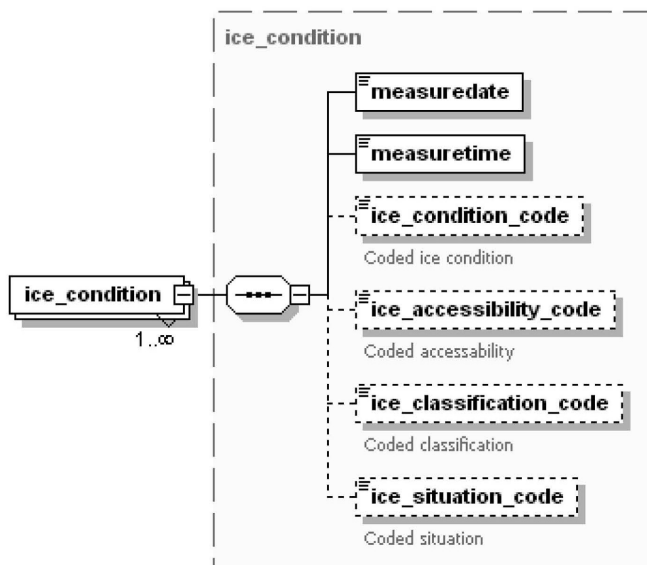 ice_condition
measuredate
measuretime
ice_condition_code
Coded ice condition
ice_condition
1..∞
ice_accessibility_code
Coded accessability
ice_classification_code
Coded classification
ice_situation_code
Coded situation